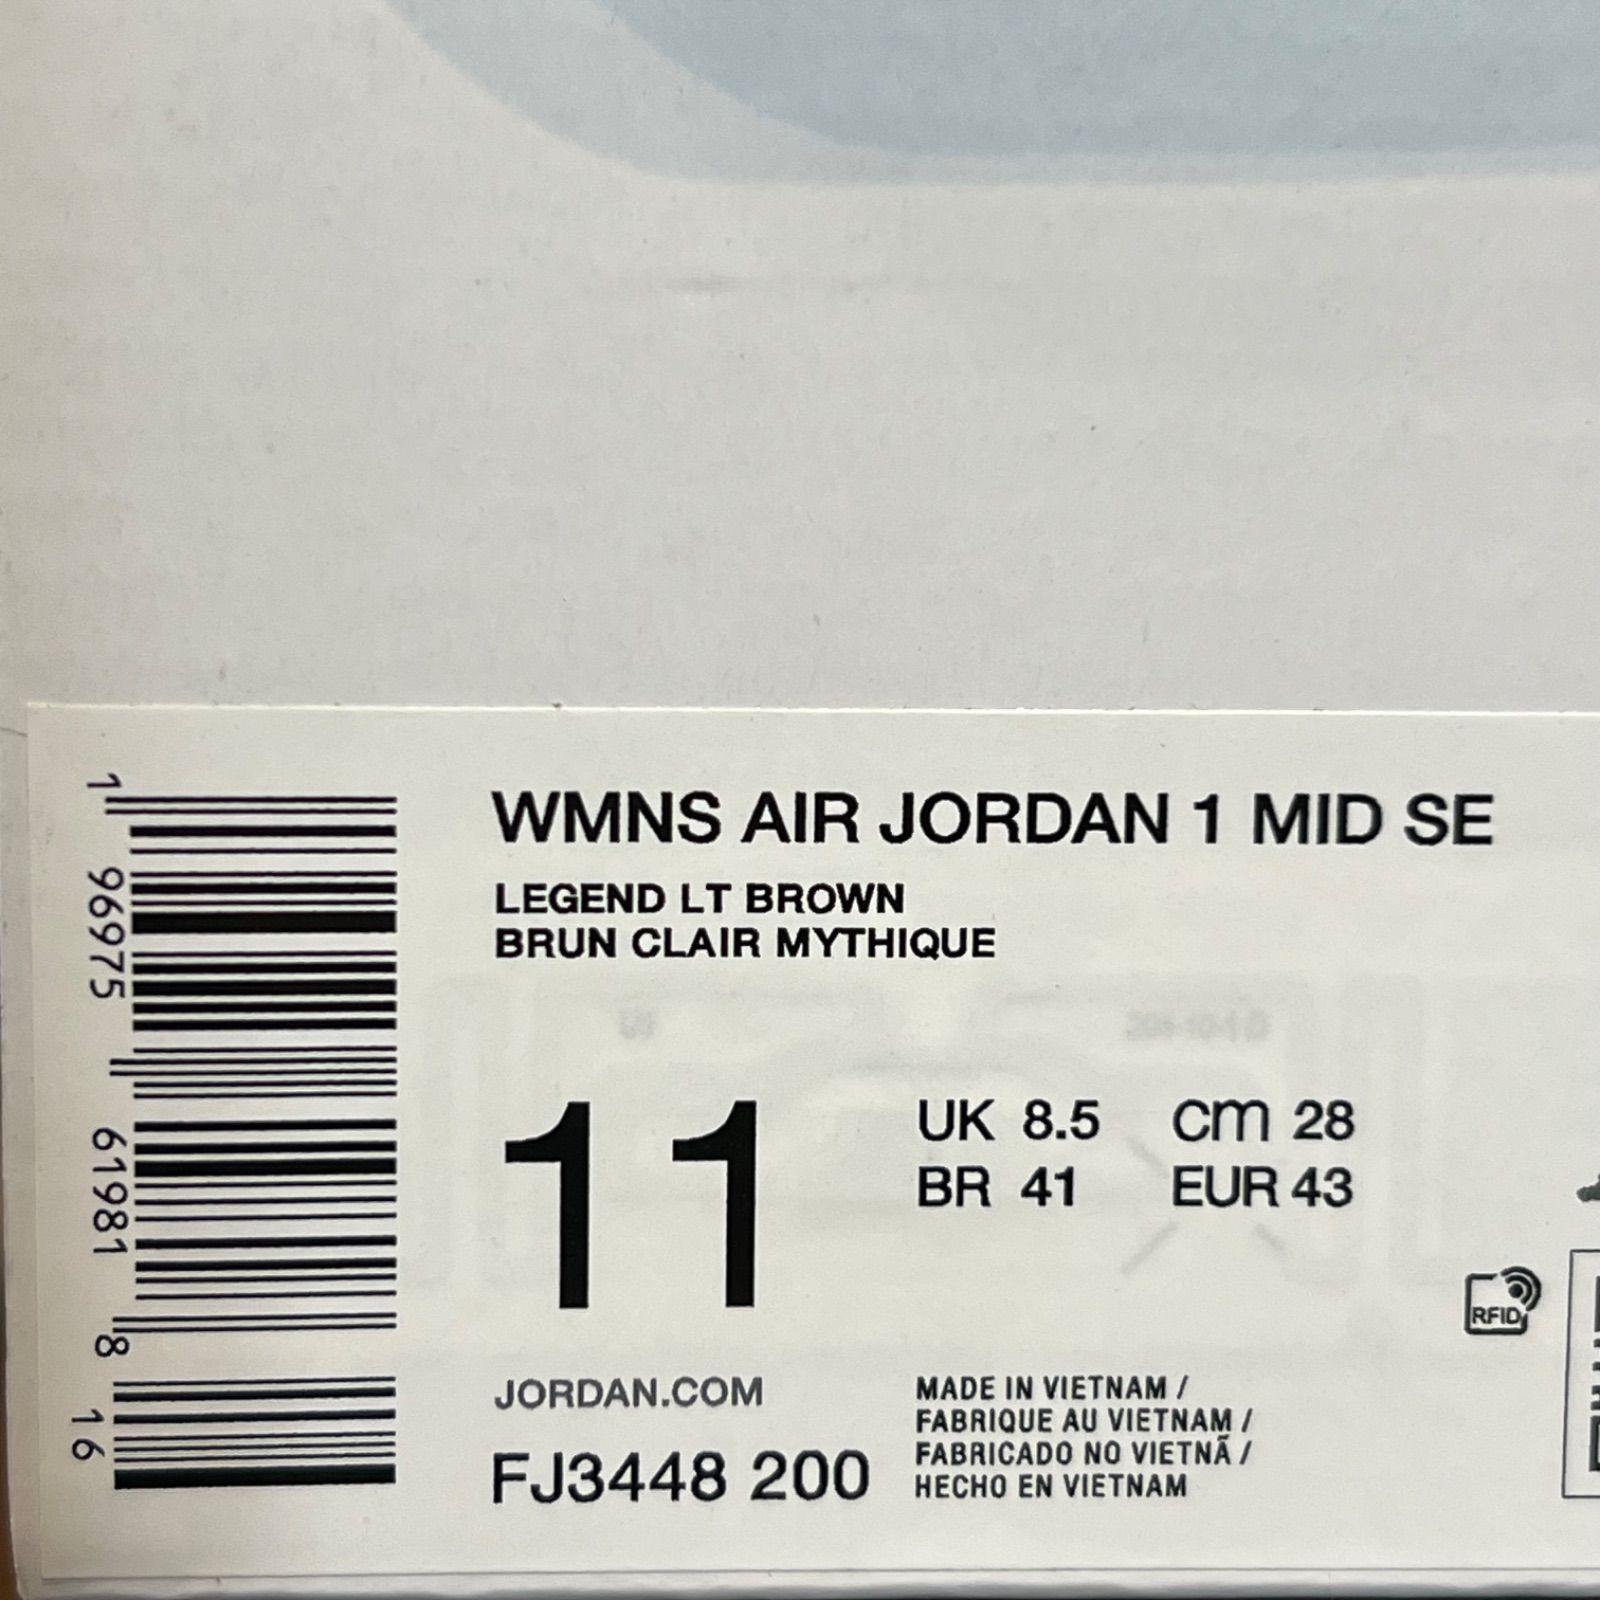 WMNS AIR JORDAN 1 MID SE
LEGEND LT BROWN
BRUN CLAIR MYTHIQUE
11
UK 8.5 cm 28
BR 41 EUR 43
RFID
JORDAN.COM
FJ3448 200
MADE IN VIETNAM /
FABRIQUE AU VIETNAM /
FABRICADO NO VIETNÃ /
HECHO EN VIETNAM
1 96975 61981 8
16